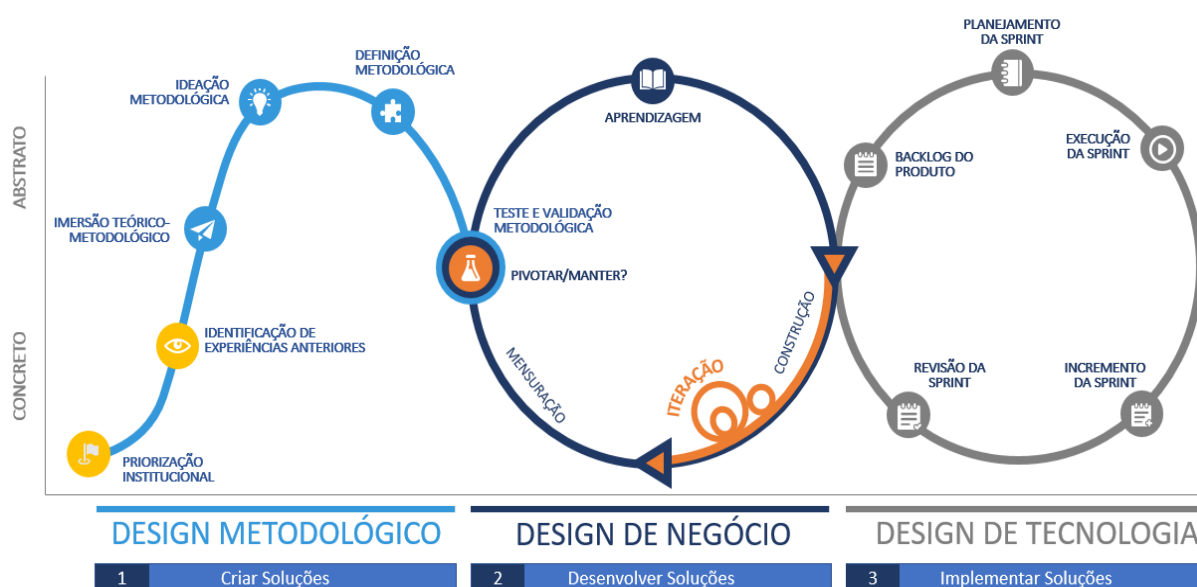 PLANEJAMENTO
DA SPRINT
DEFINIÇÃO
METODOLÓGICA
IDEAÇÃO
METODOLÓGICA
APRENDIZAGEM
EXECUÇÃO
DA SPRINT
BACKLOG DO
PRODUTO
ABSTRATO
IMERSÃO TEÓRICO-
METODOLÓGICO
TESTE E VALIDAÇÃO
METODOLÓGICA
PIVOTAR/MANTER?
IDENTIFICAÇÃO DE
EXPERIÊNCIAS ANTERIORES
CONCRETO
MENSURAÇÃO
ITERAÇÃO
CONSTRUÇÃO
REVISÃO DA
SPRINT
INCREMENTO
DA SPRINT
PRIORIZAÇÃO
INSTITUCIONAL
DESIGN METODOLÓGICO
DESIGN DE NEGÓCIO
DESIGN DE TECNOLOGIA
1 Criar Soluções
2 Desenvolver Soluções
3 Implementar Soluções